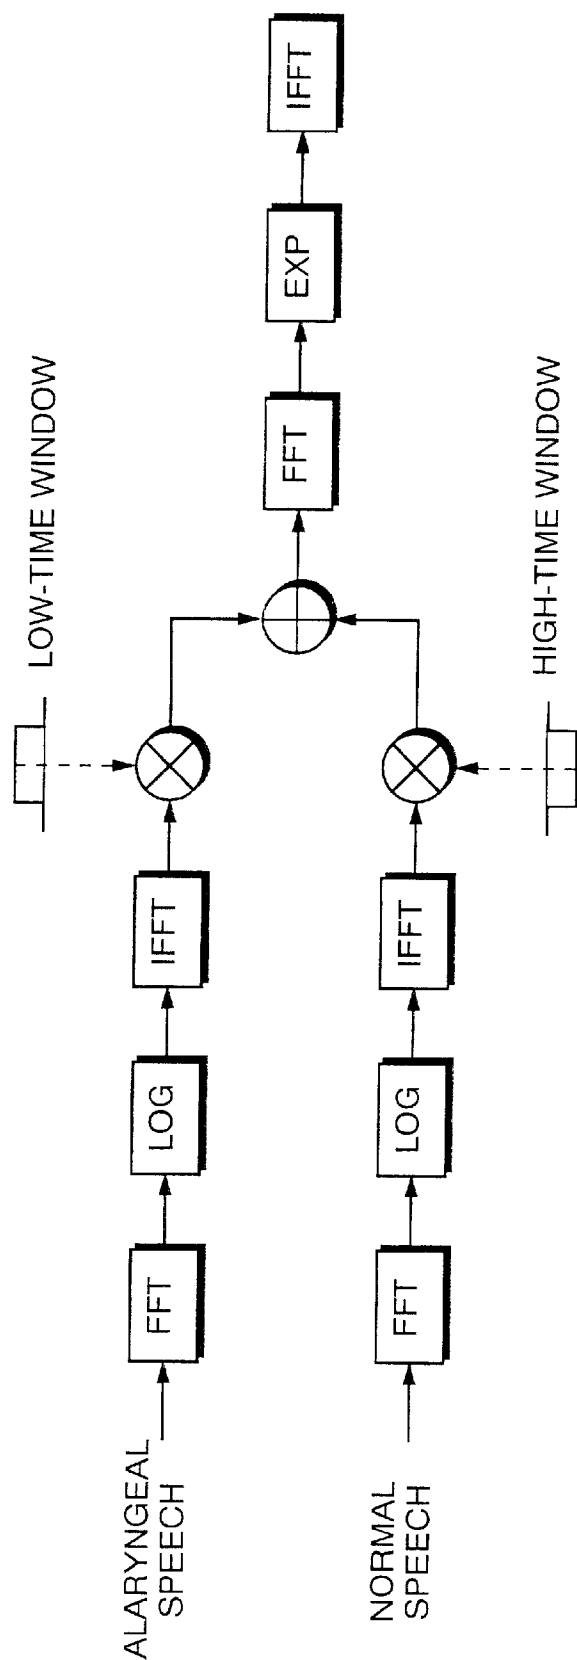 LOW-TIME WINDOW
ALARYNGEAL
SPEECH
FFT
LOG
IFFT
FFT
EXP
IFFT
NORMAL
SPEECH
FFT
LOG
IFFT
HIGH-TIME WINDOW